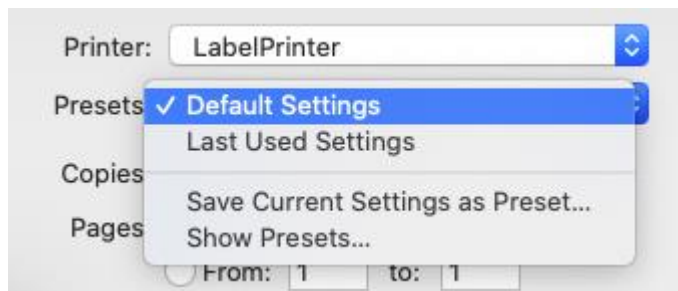 Printer: LabelPrinter
Presets ✓ Default Settings
Last Used Settings
Copies
Save Current Settings as Preset...
Pages
Show Presets...
From: 1 to: 1